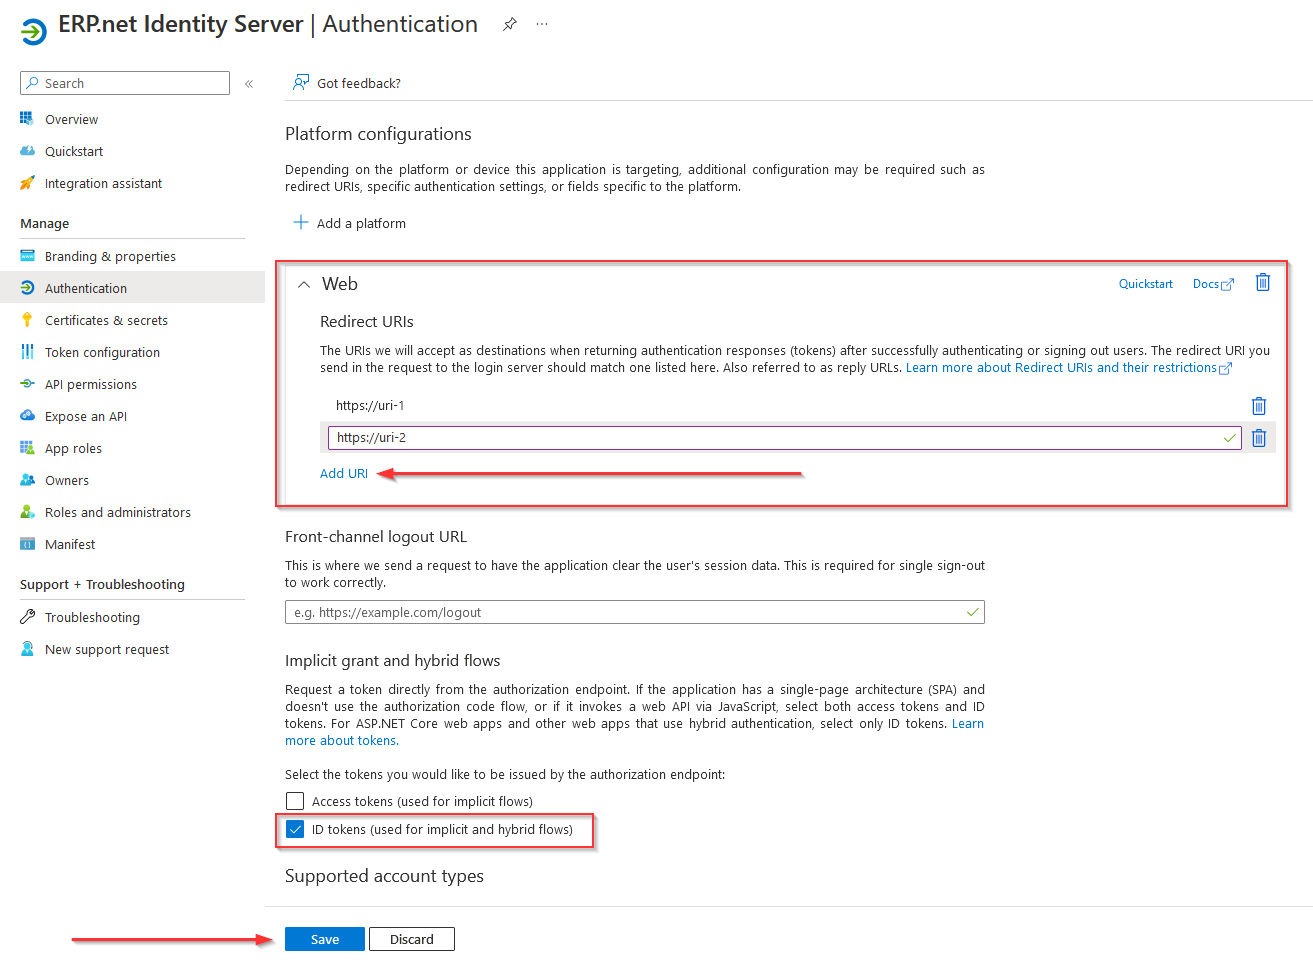 ERP.net Identity Server | Authentication
Search
«
Overview
Quickstart
Integration assistant
Manage
Branding & properties
Authentication
Certificates & secrets
Token configuration
API permissions
Expose an API
App roles
Owners
Roles and administrators
Manifest
Support + Troubleshooting
Troubleshooting
New support request
Got feedback?
Platform configurations
Depending on the platform or device this application is targeting, additional configuration may be required such as
redirect URIs, specific authentication settings, or fields specific to the platform.
Add a platform
Web
Quickstart
Docs
Redirect URIs
The URIs we will accept as destinations when returning authentication responses (tokens) after successfully authenticating or signing out users. The redirect URI you
send in the request to the login server should match one listed here. Also referred to as reply URLs. Learn more about Redirect URIs and their restrictions
https://uri-1
https://uri-2
Add URI
Front-channel logout URL
This is where we send a request to have the application clear the user's session data. This is required for single sign-out
to work correctly.
e.g. https://example.com/logout
Implicit grant and hybrid flows
Request a token directly from the authorization endpoint. If the application has a single-page architecture (SPA) and
doesn't use the authorization code flow, or if it invokes a web API via JavaScript, select both access tokens and ID
tokens. For ASP.NET Core web apps and other web apps that use hybrid authentication, select only ID tokens. Learn
more about tokens.
Select the tokens you would like to be issued by the authorization endpoint:
Access tokens (used for implicit flows)
ID tokens (used for implicit and hybrid flows)
Supported account types
Save
Discard